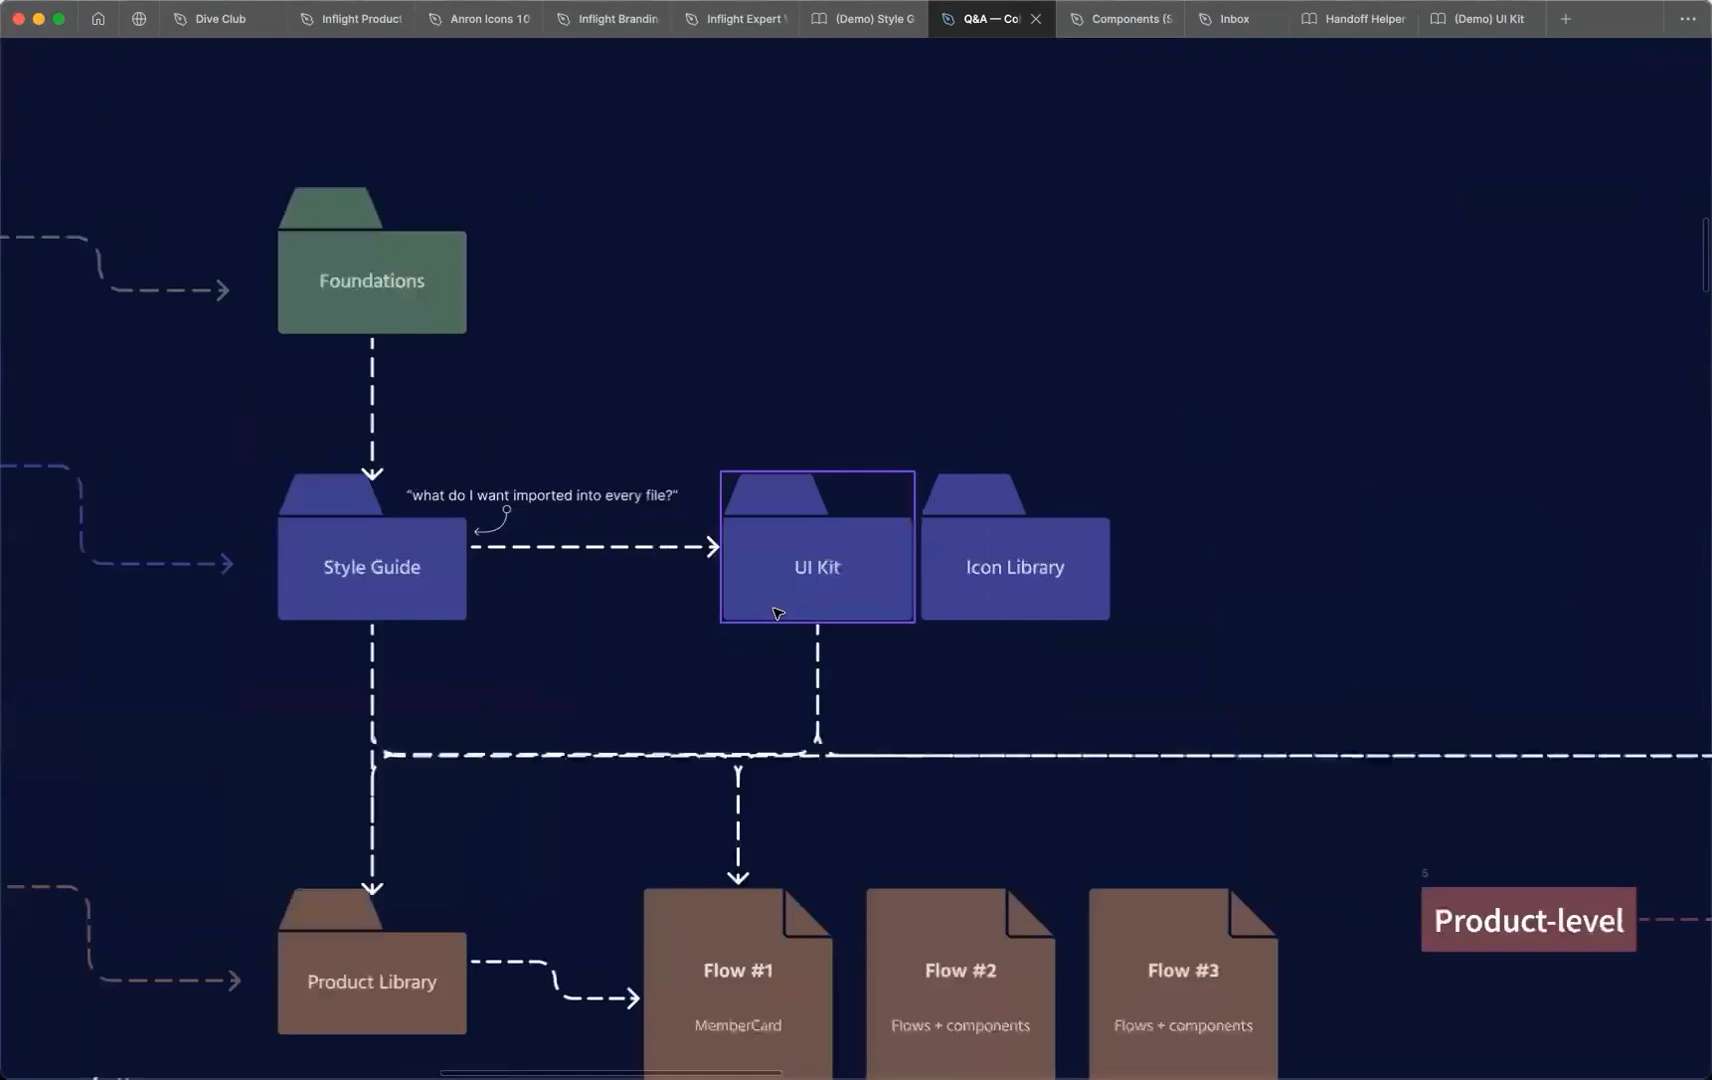 Dive Club
Inflight Product
Anron Icons 10
Inflight Brandin
Inflight Expert
(Demo) Style G
Q&A — Co
Components (S
Inbox
Handoff Helper
(Demo) UI Kit
Foundations
"what do I want imported into every file?"
Style Guide
UI Kit
Icon Library
5
Product-level
Product Library
Flow #1
MemberCard
Flow #2
Flows + components
Flow #3
Flows + components